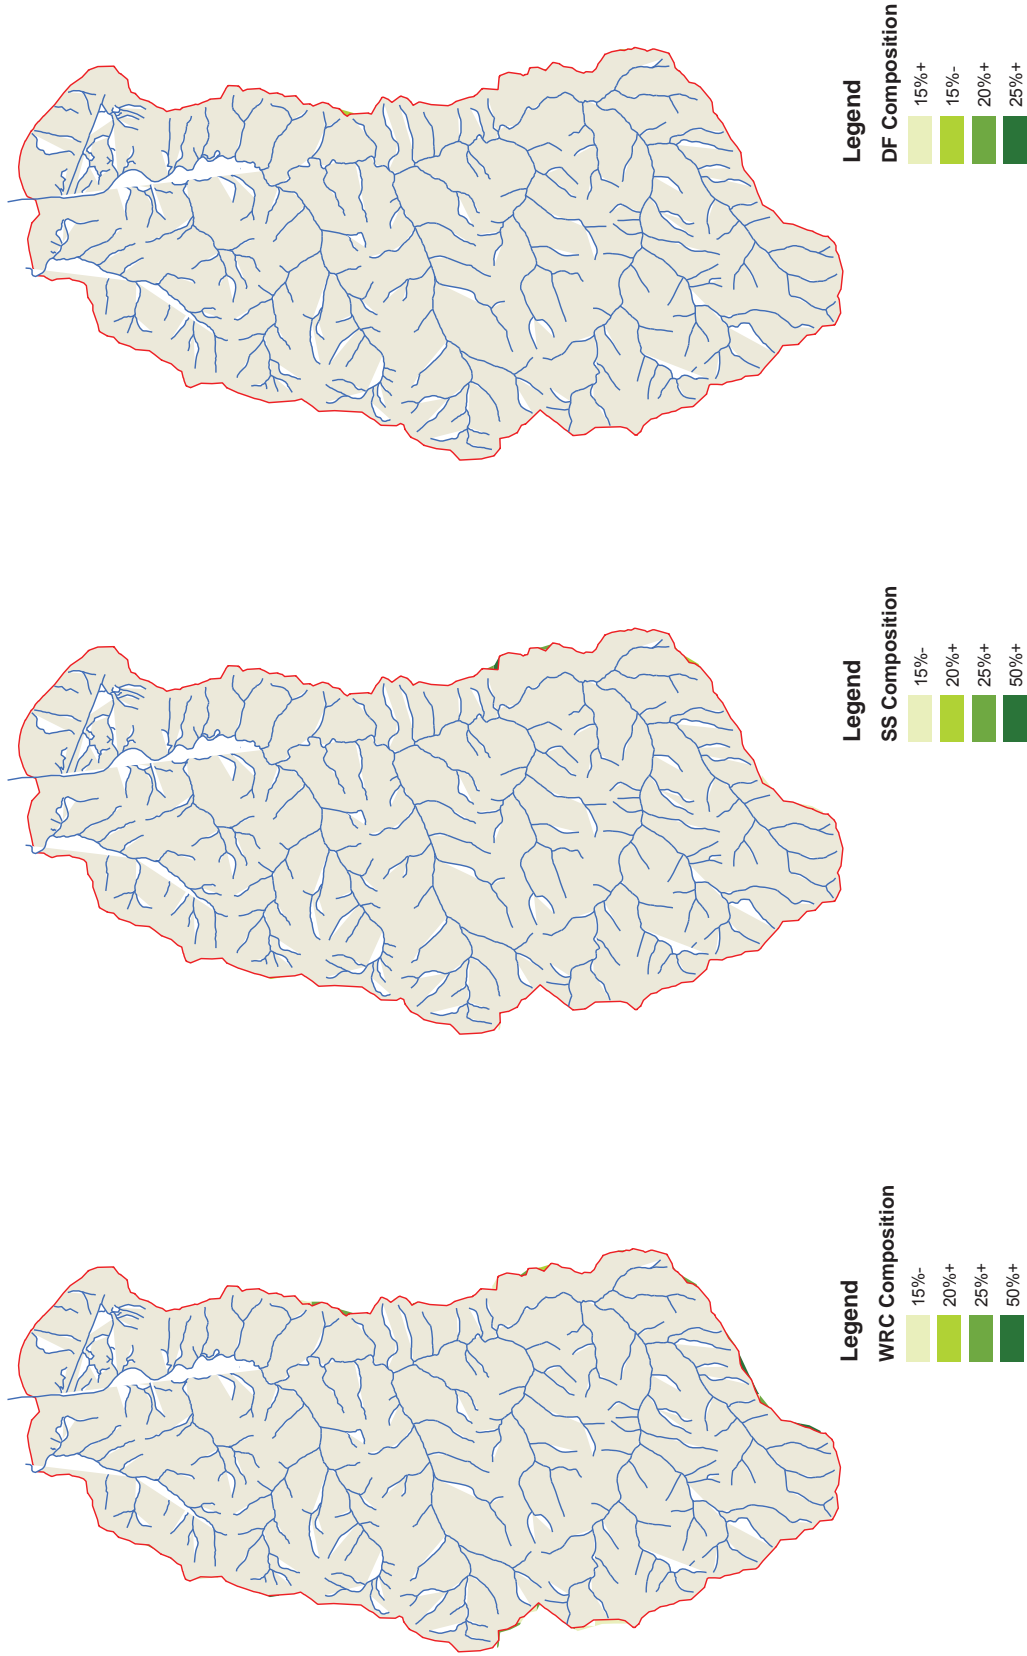 Legend
DF Composition
15%+
15%-
20%+
25%+
Legend
SS Composition
15%-
20%+
25%+
50%+
Legend
WRC Composition
15%-
20%+
25%+
50%+